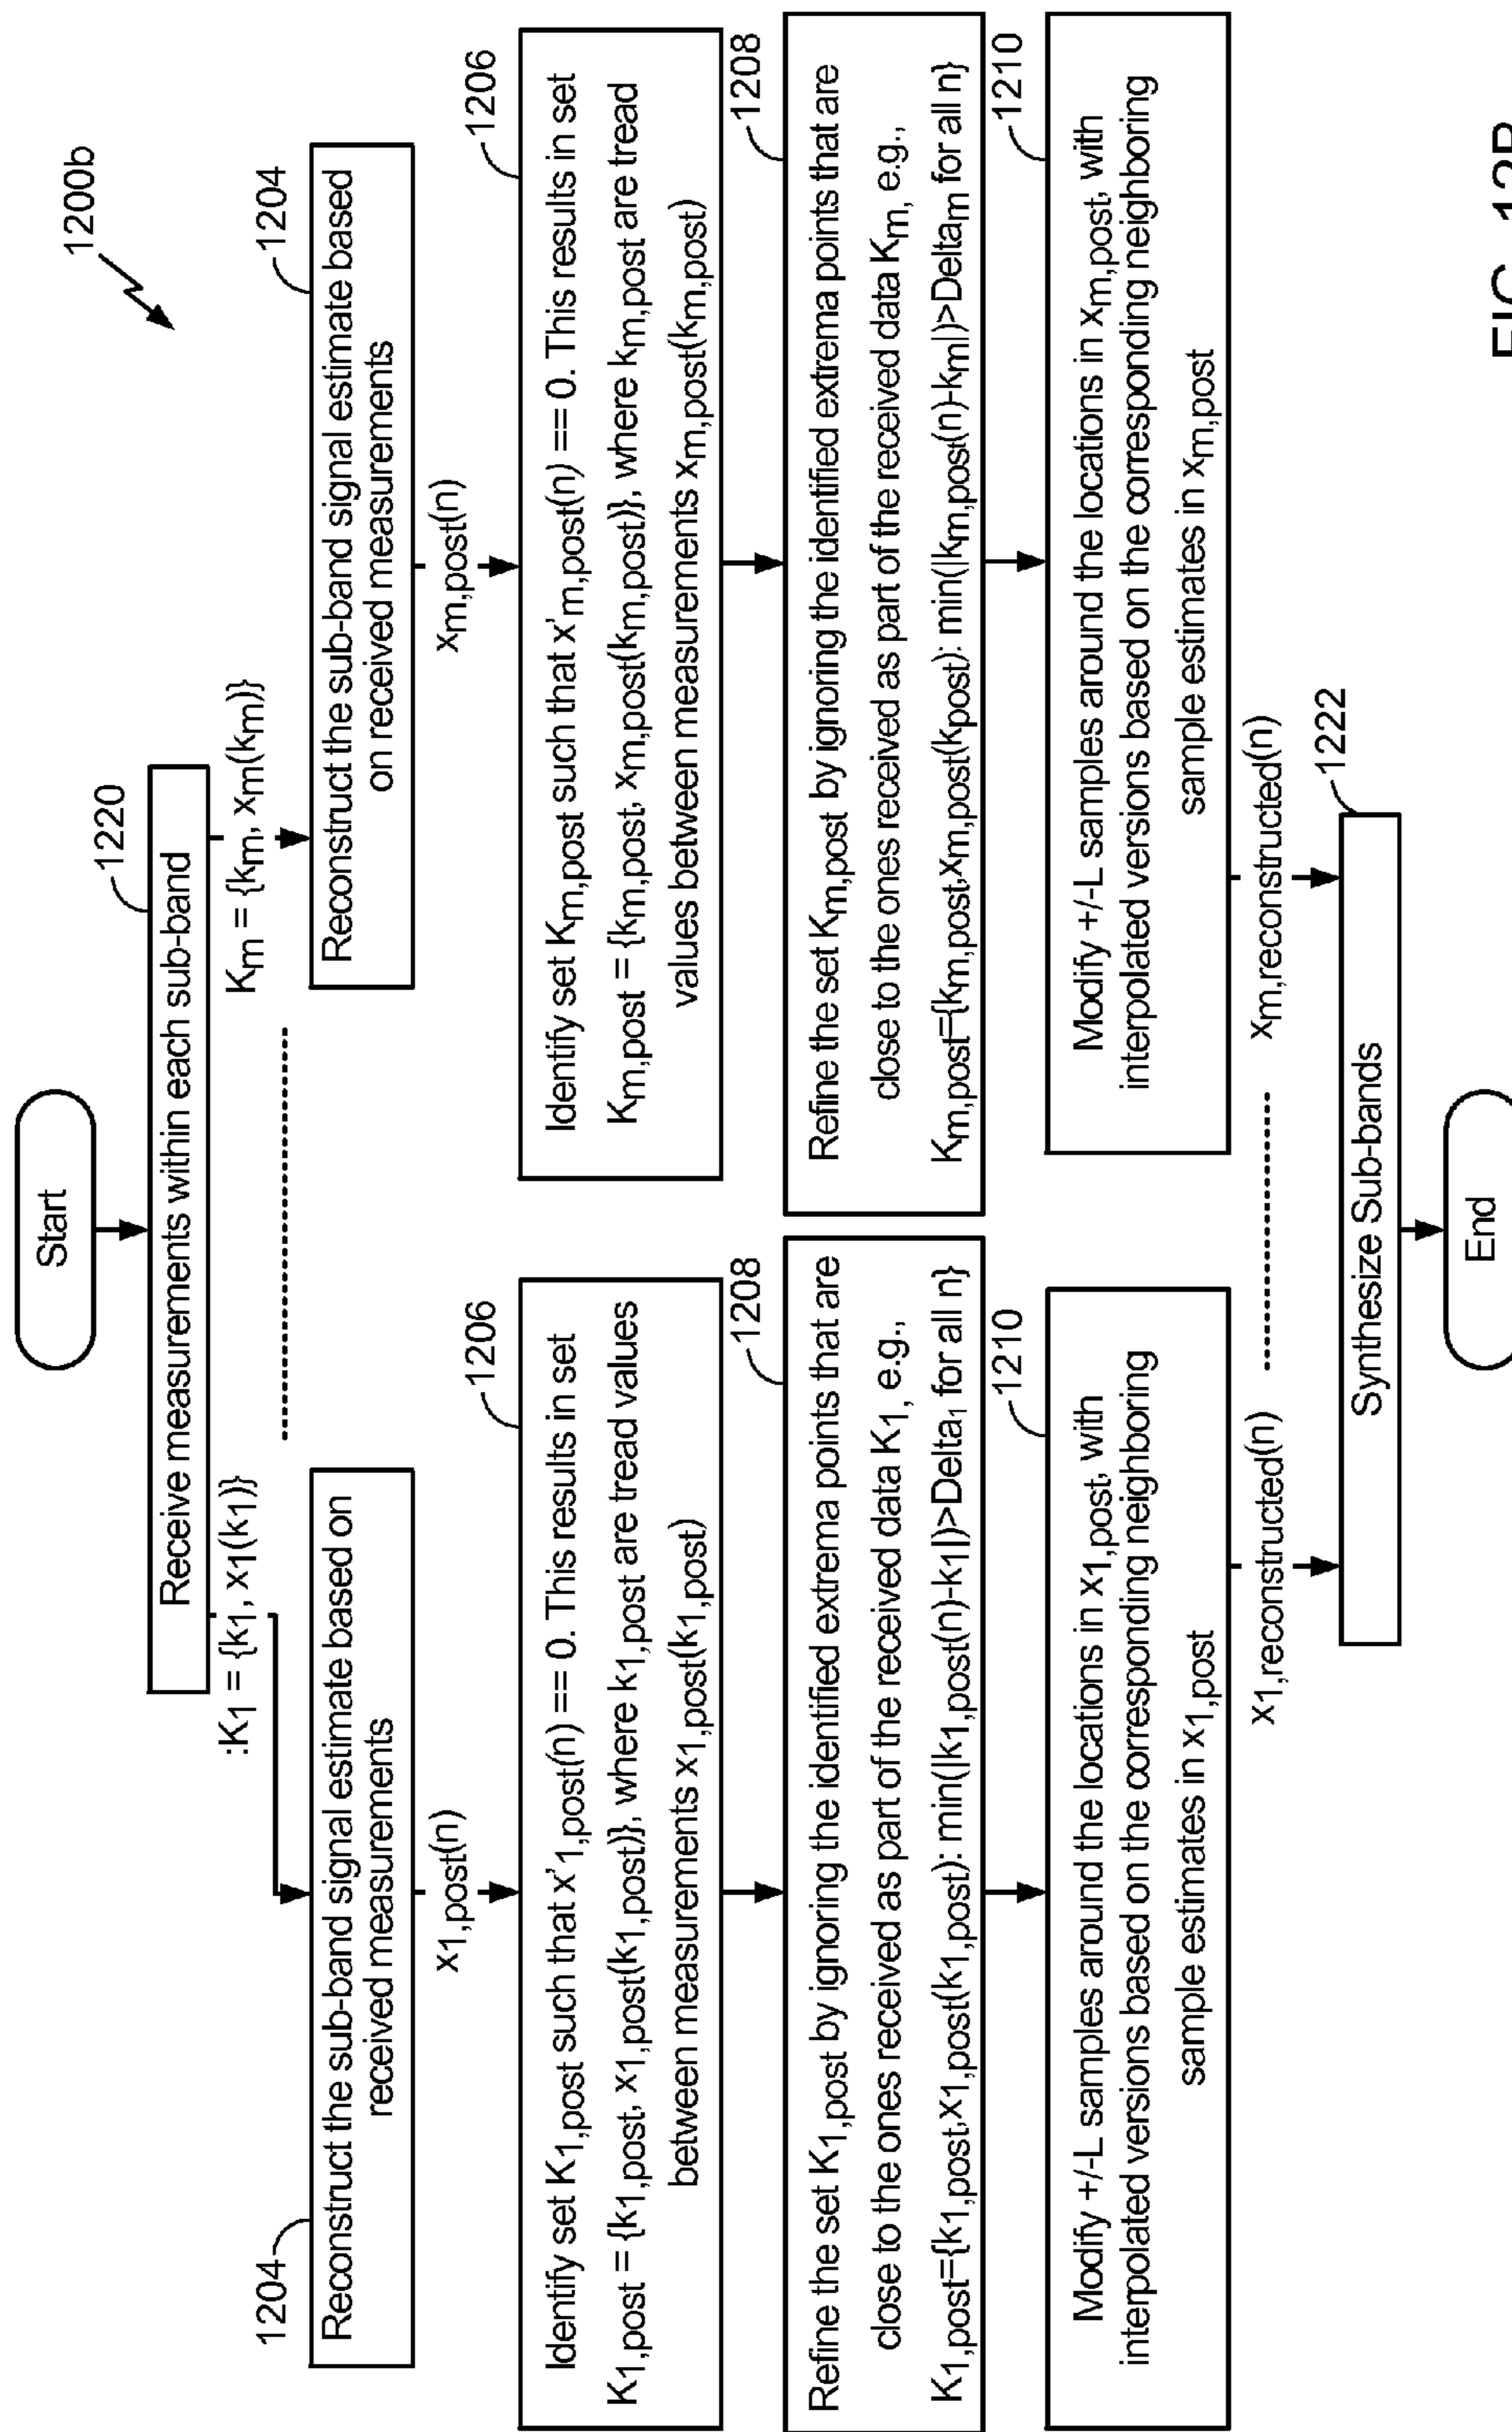 1200b
Start
1220
Receive measurements within each sub-band
:K1 = {k1, x1(k1)}
Km = {km, xm(km)}
1204
Reconstruct the sub-band signal estimate based on
received measurements
x1,post(n)
1206
Identify set K1,post such that x'1,post(n) == 0. This results in set
K1,post = {k1,post, x1,post(k1,post)}, where k1,post are tread values
between measurements x1,post(k1,post)
1208
Refine the set K1,post by ignoring the identified extrema points that are
close to the ones received as part of the received data K1, e.g.,
K1,post={k1,post,x1,post(k1,post): min(|k1,post(n)-k1|)>Delta1 for all n}
1210
Modify +/-L samples around the locations in x1,post, with
interpolated versions based on the corresponding neighboring
sample estimates in x1,post
x1,reconstructed(n)
1204
Reconstruct the sub-band signal estimate based
on received measurements
xm,post(n)
1206
Identify set Km,post such that x'm,post(n) == 0. This results in set
Km,post = {km,post, xm,post(km,post)}, where km,post are tread
values between measurements xm,post(km,post)
1208
Refine the set Km,post by ignoring the identified extrema points that are
close to the ones received as part of the received data Km, e.g.,
Km,post={km,post,xm,post(kpost): min(|km,post(n)-km|)>Deltam for all n}
1210
Modify +/-L samples around the locations in xm,post, with
interpolated versions based on the corresponding neighboring
sample estimates in xm,post
xm,reconstructed(n)
1222
Synthesize Sub-bands
End
FIG. 12B